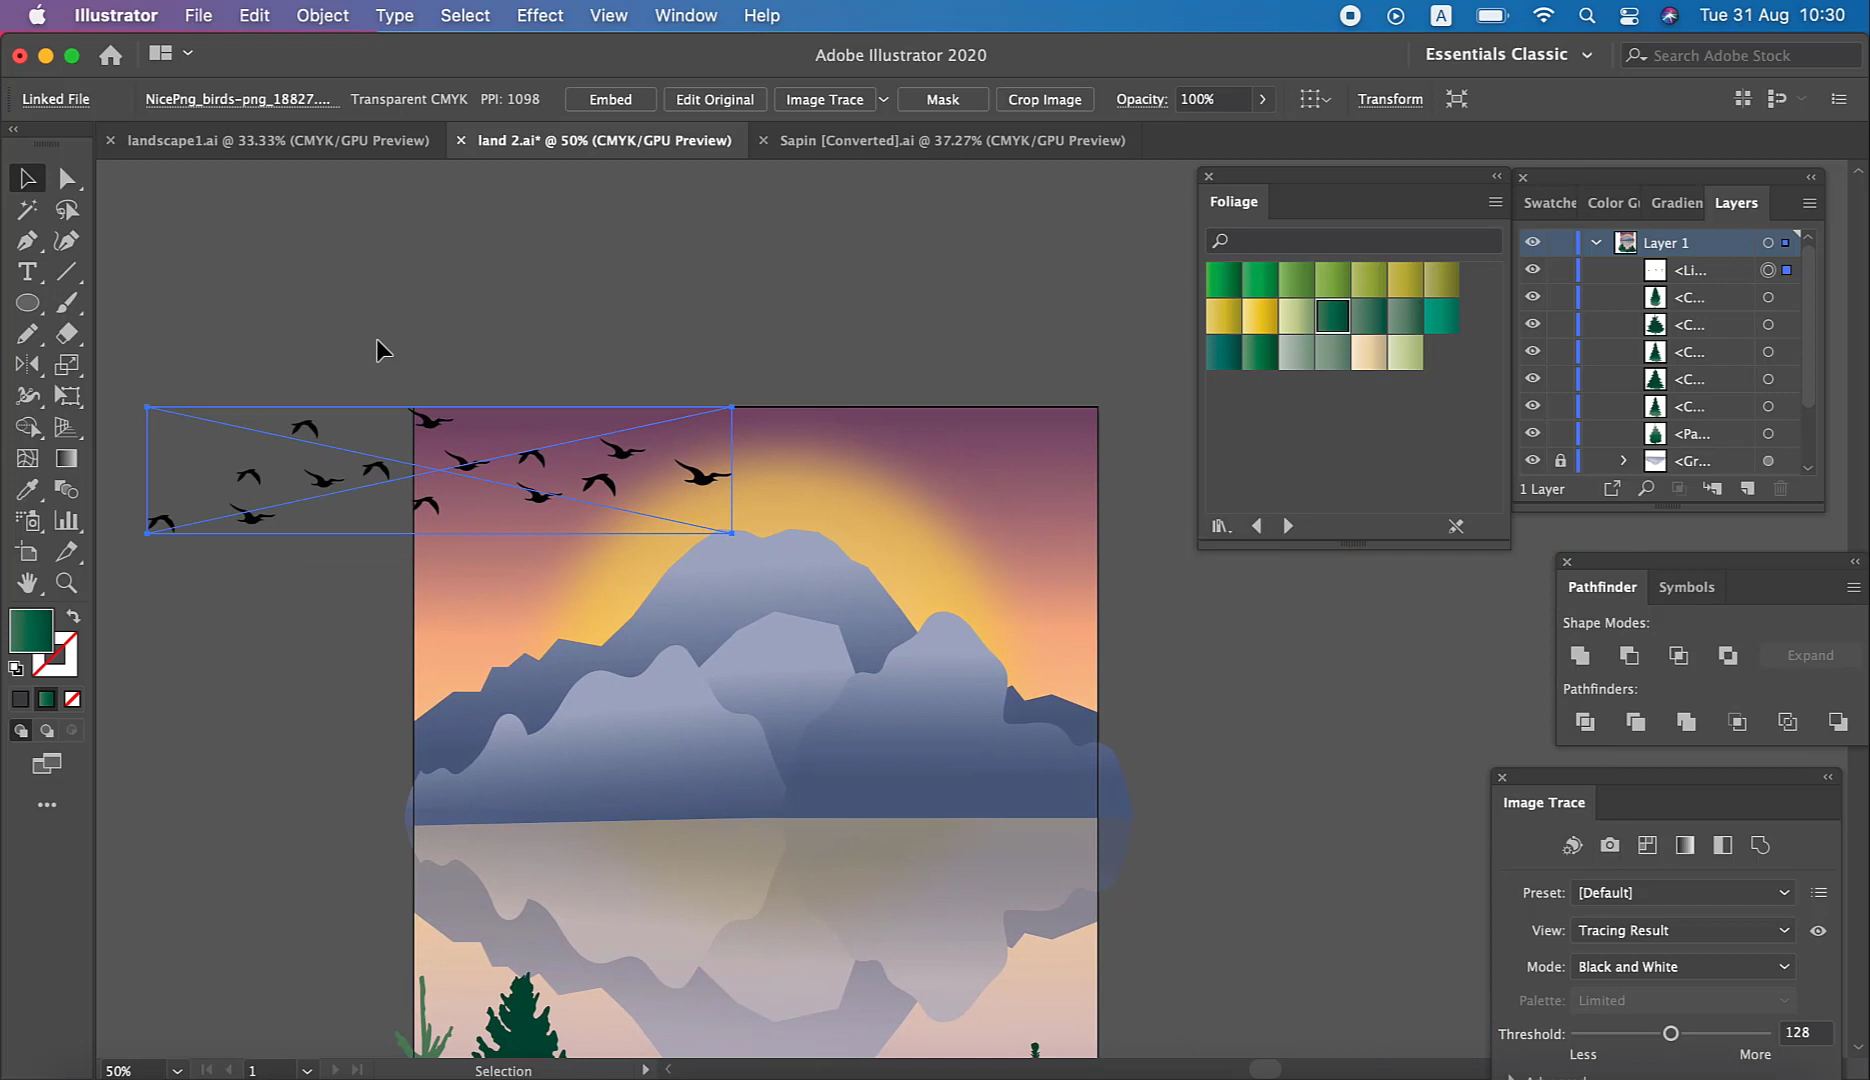 Illustrator File Edit Object Type Select Effect View Window Help A Tue 31 Aug 10:30
Adobe Illustrator 2020 Essentials Classic Search Adobe Stock
Linked File NicePng_birds-png_18827.... Transparent CMYK PPI: 1098 Embed Edit Original Image Trace Mask Crop Image Opacity: 100% Transform
landscape1.ai @ 33.33% (CMYK/GPU Preview) land 2.ai* @ 50% (CMYK/GPU Preview) Sapin [Converted].ai @ 37.27% (CMYK/GPU Preview)
Foliage
Swatche Color Gu Gradien Layers
Layer 1
<Li...
<C...
<C...
<C...
<C...
<C...
<Pa...
<Gr...
1 Layer
Pathfinder Symbols
Shape Modes:
Expand
Pathfinders:
Image Trace
Preset: [Default]
View: Tracing Result
Mode: Black and White
Palette: Limited
Threshold: 128
Less More
50% 1 Selection